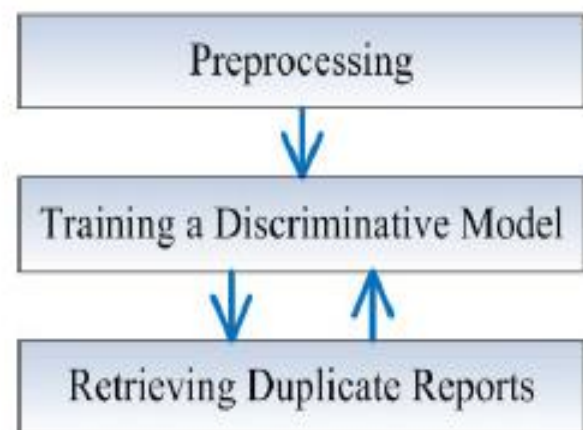 Preprocessing
Training a Discriminative Model
Retrieving Duplicate Reports